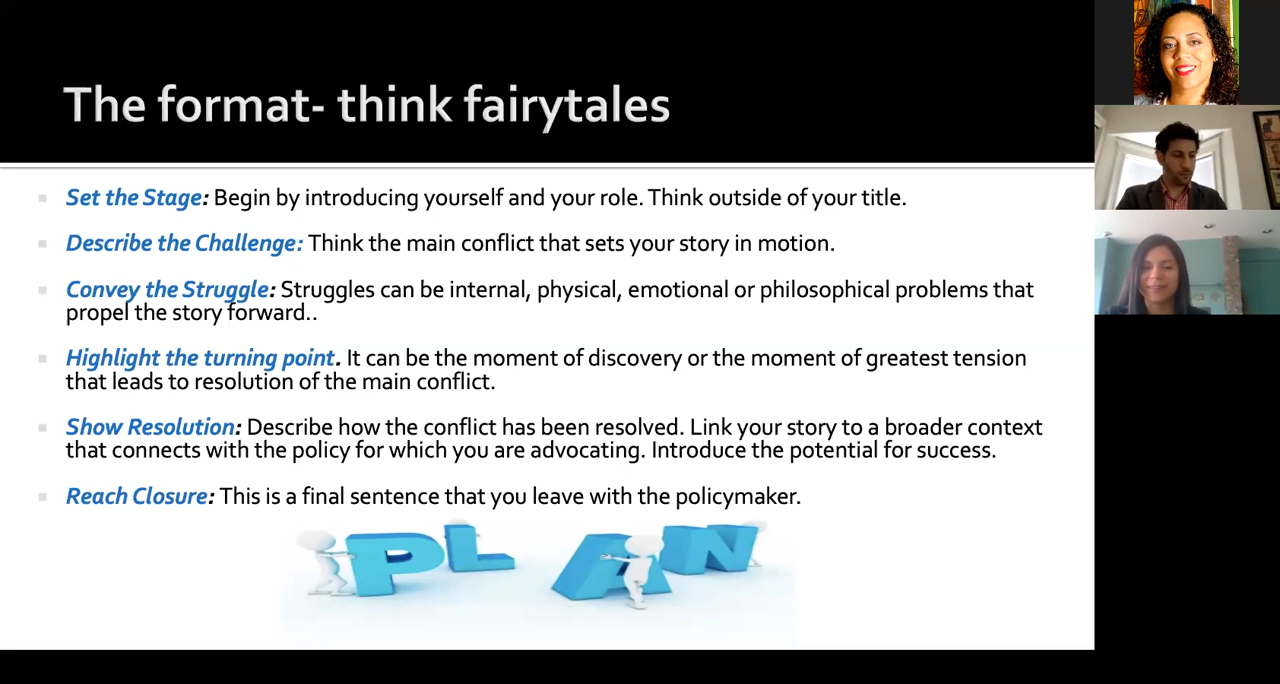 The format- think fairytales
Set the Stage: Begin by introducing yourself and your role. Think outside of your title.
Describe the Challenge: Think the main conflict that sets your story in motion.
Convey the Struggle: Struggles can be internal, physical, emotional or philosophical problems that
propel the story forward..
Highlight the turning point. It can be the moment of discovery or the moment of greatest tension
that leads to resolution of the main conflict.
Show Resolution: Describe how the conflict has been resolved. Link your story to a broader context
that connects with the policy for which you are advocating. Introduce the potential for success.
Reach Closure: This is a final sentence that you leave with the policymaker.
PLAN